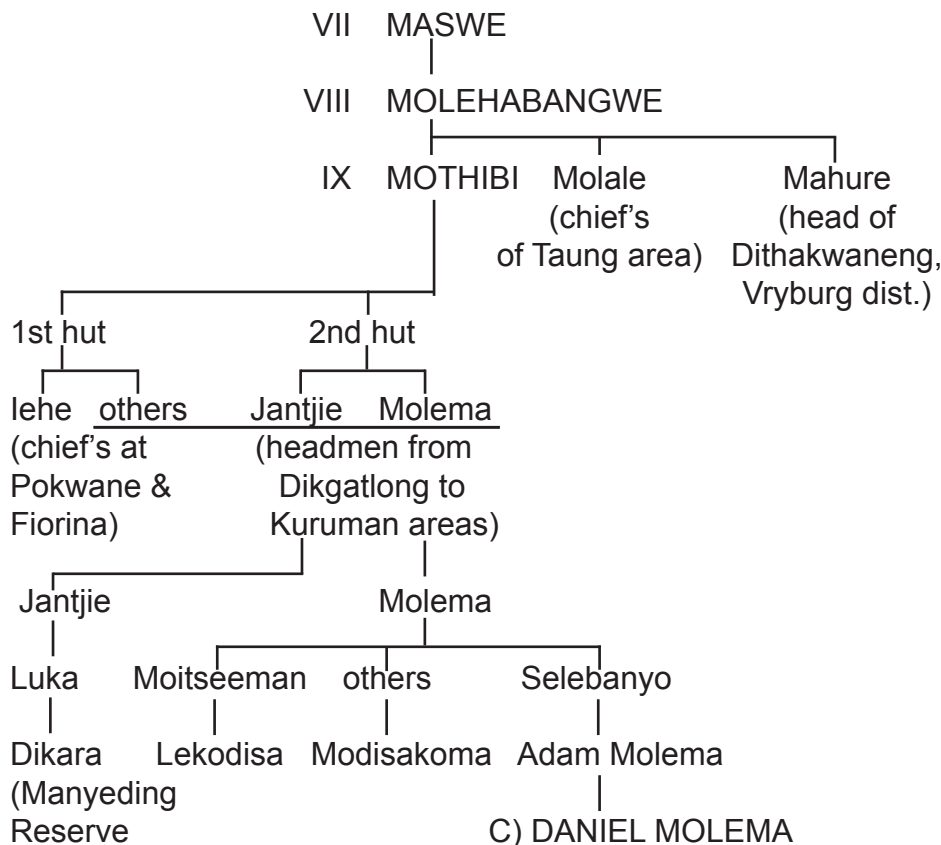 VII MASWE
VIII MOLEHABANGWE
IX MOTHIBI Molale Mahure
(chief's (head of
of Taung area) Dithakwaneng,
Vryburg dist.)
1st hut 2nd hut
Iehe others Jantjie Molema
(chief's at (headmen from
Pokwane & Dikgatlong to
Fiorina) Kuruman areas)
Jantjie Molema
Luka Moitseeman others Selebanyo
Dikara Lekodisa Modisakoma Adam Molema
(Manyeding
Reserve C) DANIEL MOLEMA